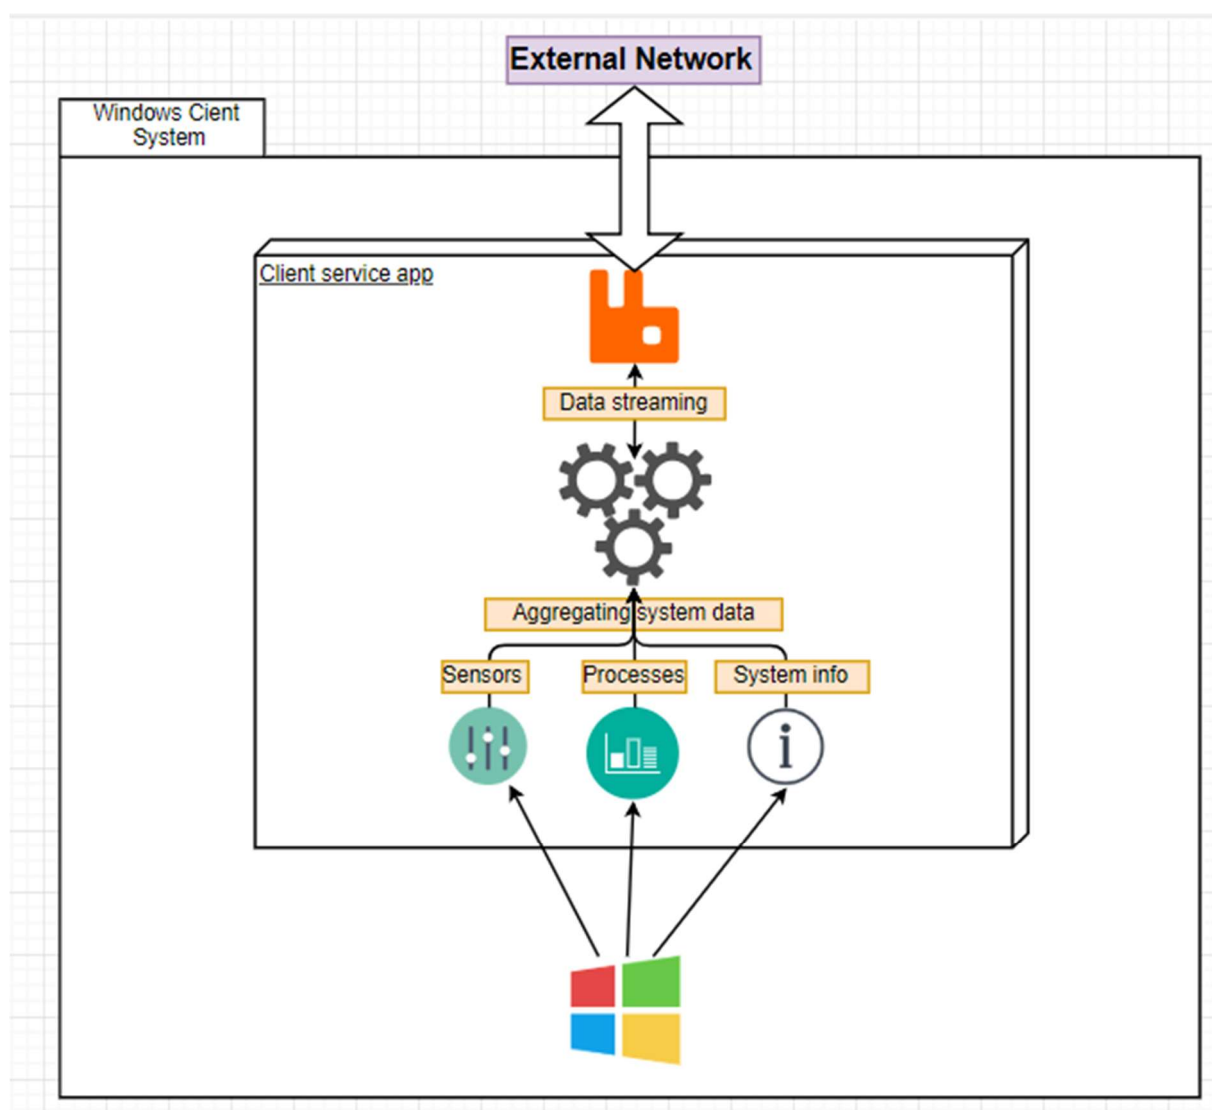 External Network
Windows Cient
System
Client service app
Data streaming
Aggregating system data
Sensors
Processes
System info
i